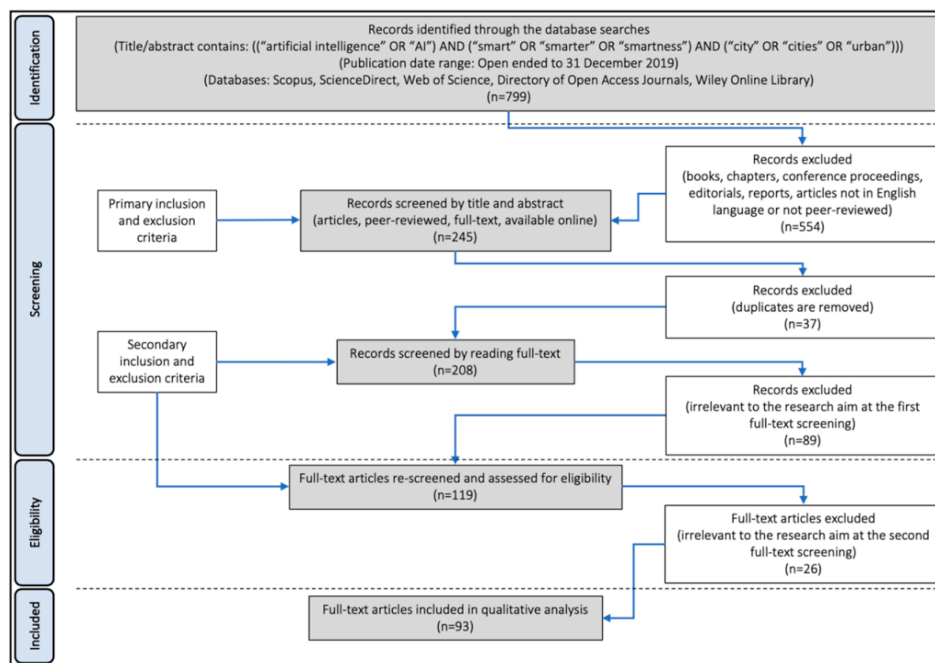 Identification
Records identified through the database searches
(Title/abstract contains: ((“artificial intelligence” OR “AI”) AND (“smart” OR “smarter” OR “smartness”) AND (“city” OR “cities” OR “urban”)))
(Publication date range: Open ended to 31 December 2019)
(Databases: Scopus, ScienceDirect, Web of Science, Directory of Open Access Journals, Wiley Online Library)
(n=799)
Screening
Records excluded
(books, chapters, conference proceedings,
editorials, reports, articles not in English
language or not peer-reviewed)
(n=554)
Primary inclusion
and exclusion
criteria
Records screened by title and abstract
(articles, peer-reviewed, full-text, available online)
(n=245)
Records excluded
(duplicates are removed)
(n=37)
Secondary
inclusion and
exclusion criteria
Records screened by reading full-text
(n=208)
Records excluded
(irrelevant to the research aim at the first
full-text screening)
(n=89)
Eligibility
Full-text articles re-screened and assessed for eligibility
(n=119)
Full-text articles excluded
(irrelevant to the research aim at the second
full-text screening)
(n=26)
Included
Full-text articles included in qualitative analysis
(n=93)